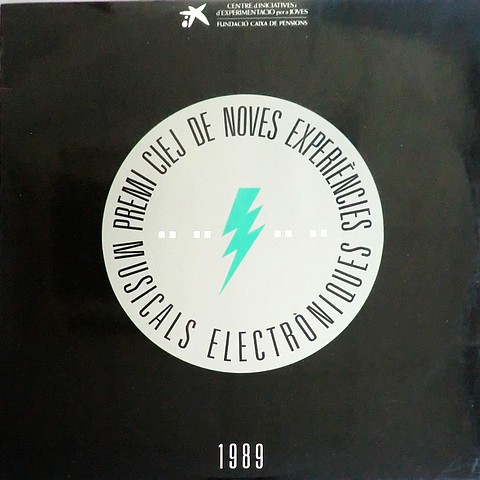 CENTRE d'INICIATIVES i
d'EXPERIMENTACIÓ per a JOVES
FUNDACIÓ CAIXA DE PENSIONS
PREMI CIEJ DE NOVES EXPERIÈNCIES
MUSICALS ELECTRÒNIQUES
1989